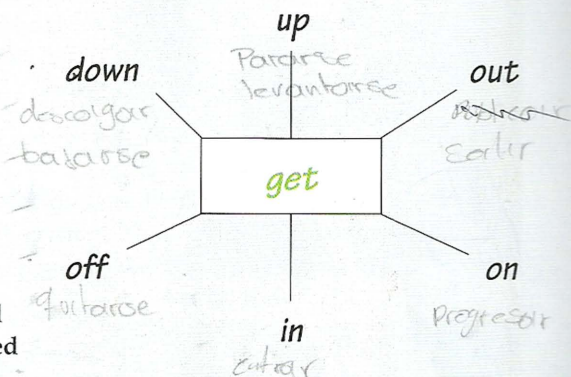 up
Pararse
levantarse
down
descolgar
bajarse
out
Salir
get
off
quitarse
on
progresar
in
entrar
ed